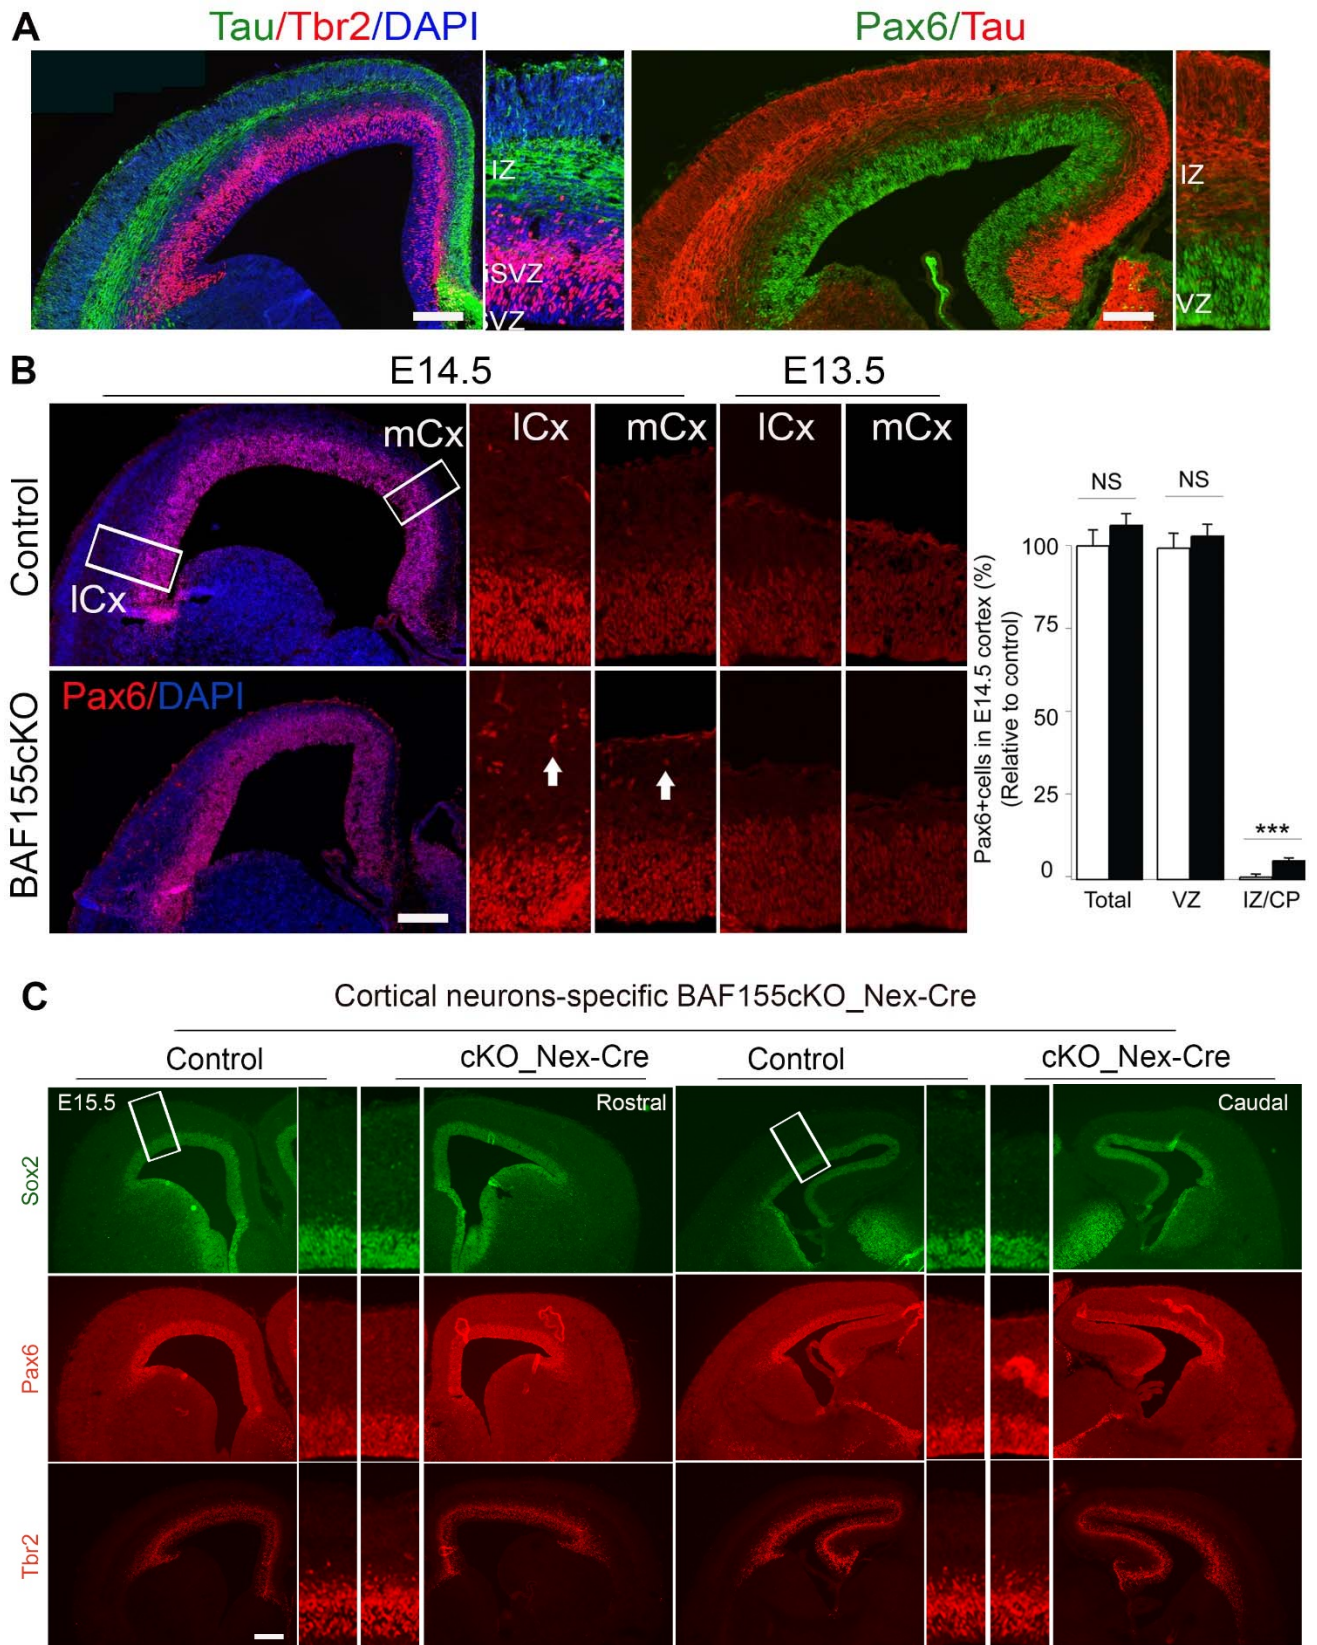 A
Tau/Tbr2/DAPI
Pax6/Tau
IZ
iSVZ
VZ
IZ
VZ
B
E14.5
E13.5
Control
BAF155cKO
mCx
lCx
lCx
mCx
lCx
mCx
Pax6/DAPI
Pax6+cells in E14.5 cortex (%)
(Relative to control)
100
75
50
25
0
NS
NS
***
Total
VZ
IZ/CP
C
Cortical neurons-specific BAF155cKO_Nex-Cre
Control
cKO_Nex-Cre
Control
cKO_Nex-Cre
E15.5
Rostral
Caudal
Sox2
Pax6
Tbr2